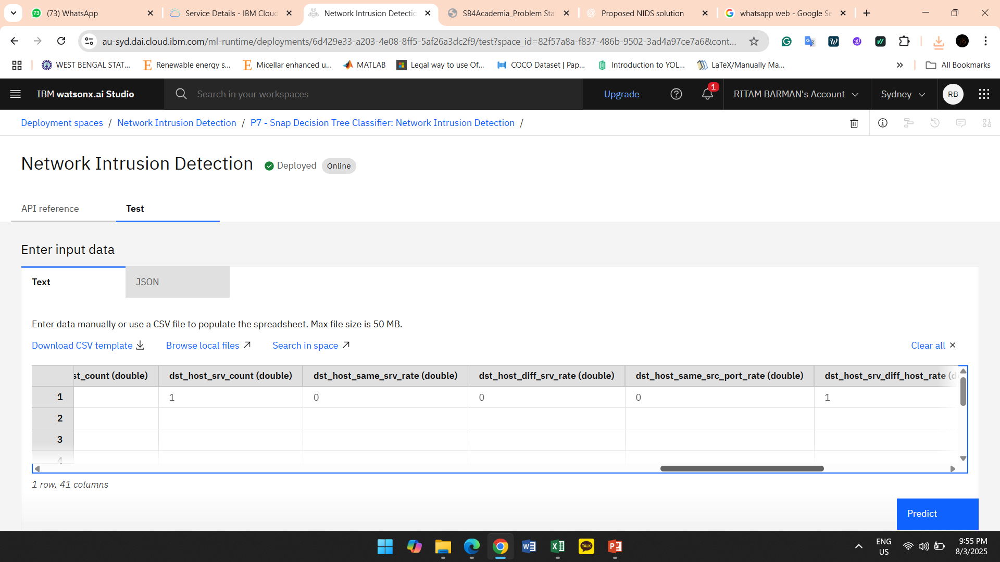 73 (73) WhatsApp
Service Details - IBM Cloud
Network Intrusion Detectio
SB4Academia_Problem Sta
Proposed NIDS solution
whatsapp web - Google Se
au-syd.dai.cloud.ibm.com/ml-runtime/deployments/6d429e33-a203-4e08-8ff5-5af26a3dc2f9/test?space_id=82f57a8a-f837-486b-9502-3ad4a97ce7a6&cont...
WEST BENGAL STAT...
Renewable energy s...
Micellar enhanced u...
MATLAB
Legal way to use Of...
COCO Dataset | Pap...
Introduction to YOL...
LaTeX/Manually Ma...
All Bookmarks
IBM watsonx.ai Studio
Search in your workspaces
Upgrade
1
RITAM BARMAN's Account
Sydney
RB
Deployment spaces / Network Intrusion Detection / P7 - Snap Decision Tree Classifier: Network Intrusion Detection /
Network Intrusion Detection
Deployed
Online
API reference
Test
Enter input data
Text
JSON
Enter data manually or use a CSV file to populate the spreadsheet. Max file size is 50 MB.
Download CSV template
Browse local files
Search in space
Clear all
st_count (double) dst_host_srv_count (double) dst_host_same_srv_rate (double) dst_host_diff_srv_rate (double) dst_host_same_src_port_rate (double) dst_host_srv_diff_host_rate (d
1 1 0 0 0 1
2
3
4
1 row, 41 columns
Predict
ENG
US
9:55 PM
8/3/2025